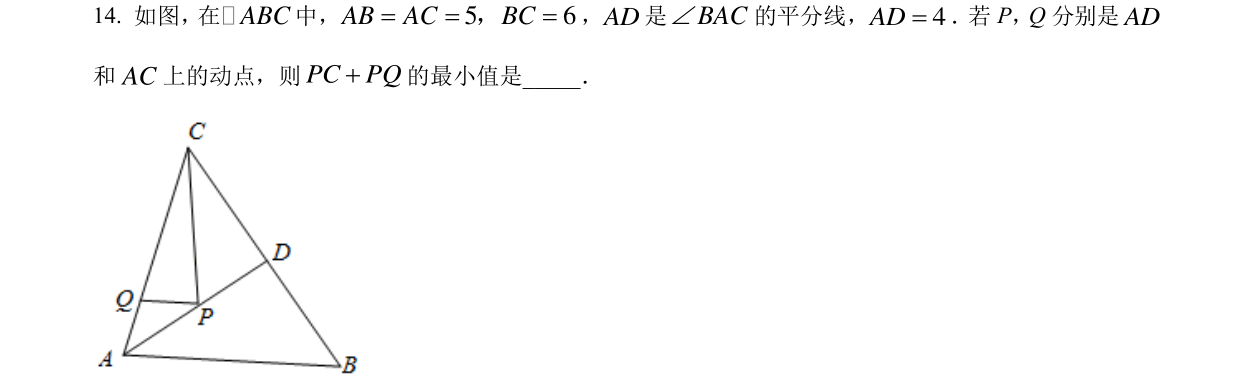 14. 如图，在□ABC中，AB = AC = 5，BC = 6，AD是∠BAC的平分线，AD = 4．若P，Q分别是AD
和AC上的动点，则PC + PQ的最小值是_____．
C
D
Q
P
A
B